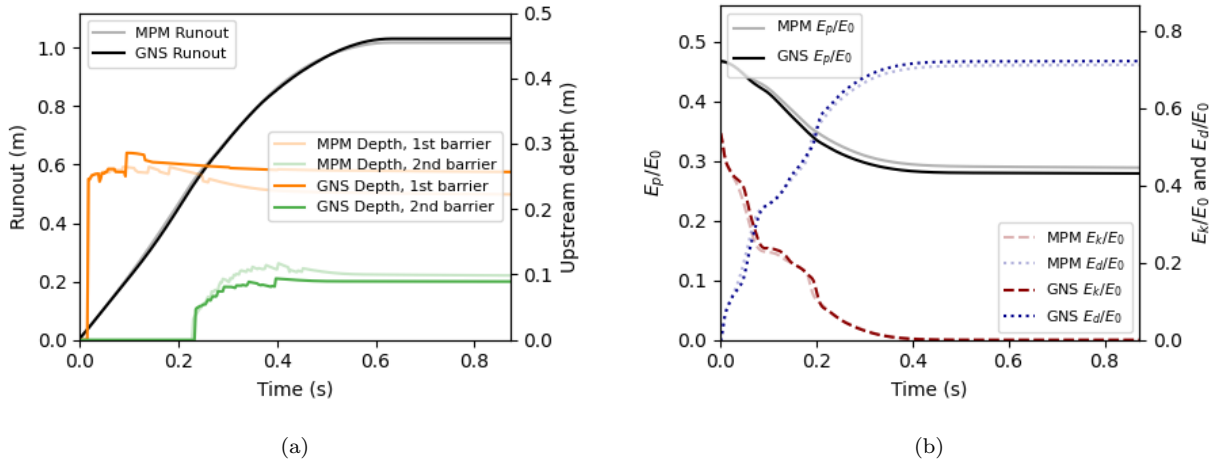 MPM Runout
GNS Runout
MPM Depth, 1st barrier
MPM Depth, 2nd barrier
GNS Depth, 1st barrier
GNS Depth, 2nd barrier
Runout (m)
0.0
0.2
0.4
0.6
0.8
1.0
Upstream depth (m)
0.0
0.1
0.2
0.3
0.4
0.5
0.0
0.2
0.4
0.6
0.8
Time (s)
(a)
MPM $E_p/E_0$
GNS $E_p/E_0$
MPM $E_k/E_0$
MPM $E_d/E_0$
GNS $E_k/E_0$
GNS $E_d/E_0$
$E_p/E_0$
0.0
0.1
0.2
0.3
0.4
0.5
$E_k/E_0$ and $E_d/E_0$
0.0
0.2
0.4
0.6
0.8
0.0
0.2
0.4
0.6
0.8
Time (s)
(b)